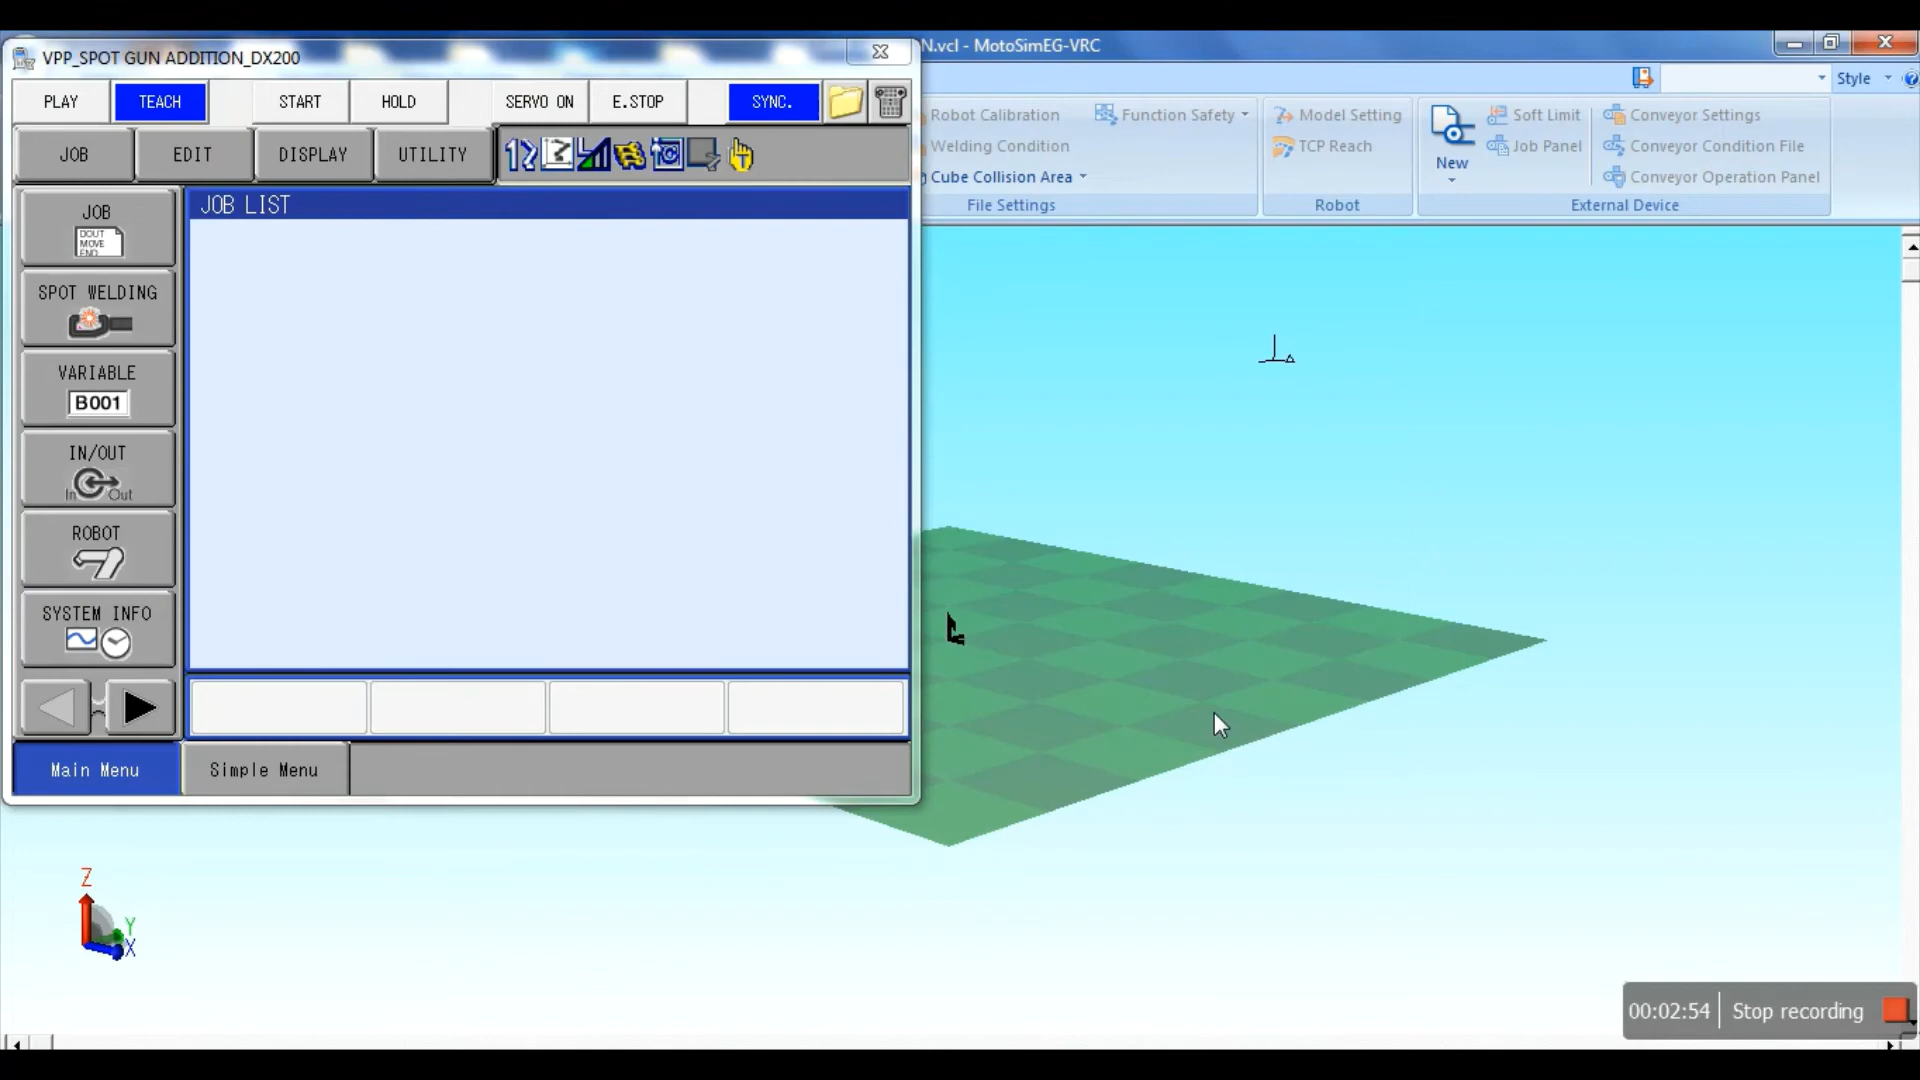 VPP_SPOT GUN ADDITION_DX200
N.vcl - MotoSimEG-VRC
PLAY
TEACH
START
HOLD
SERVO ON
E.STOP
SYNC.
Style
JOB
EDIT
DISPLAY
UTILITY
Robot Calibration
Function Safety
Welding Condition
Cube Collision Area
File Settings
Model Setting
TCP Reach
Robot
New
Soft Limit
Job Panel
Conveyor Settings
Conveyor Condition File
Conveyor Operation Panel
External Device
JOB LIST
JOB
DOUT
MOVE
END
SPOT WELDING
VARIABLE
B001
IN/OUT
In Out
ROBOT
SYSTEM INFO
Main Menu
Simple Menu
Z
Y
X
00:02:54
Stop recording